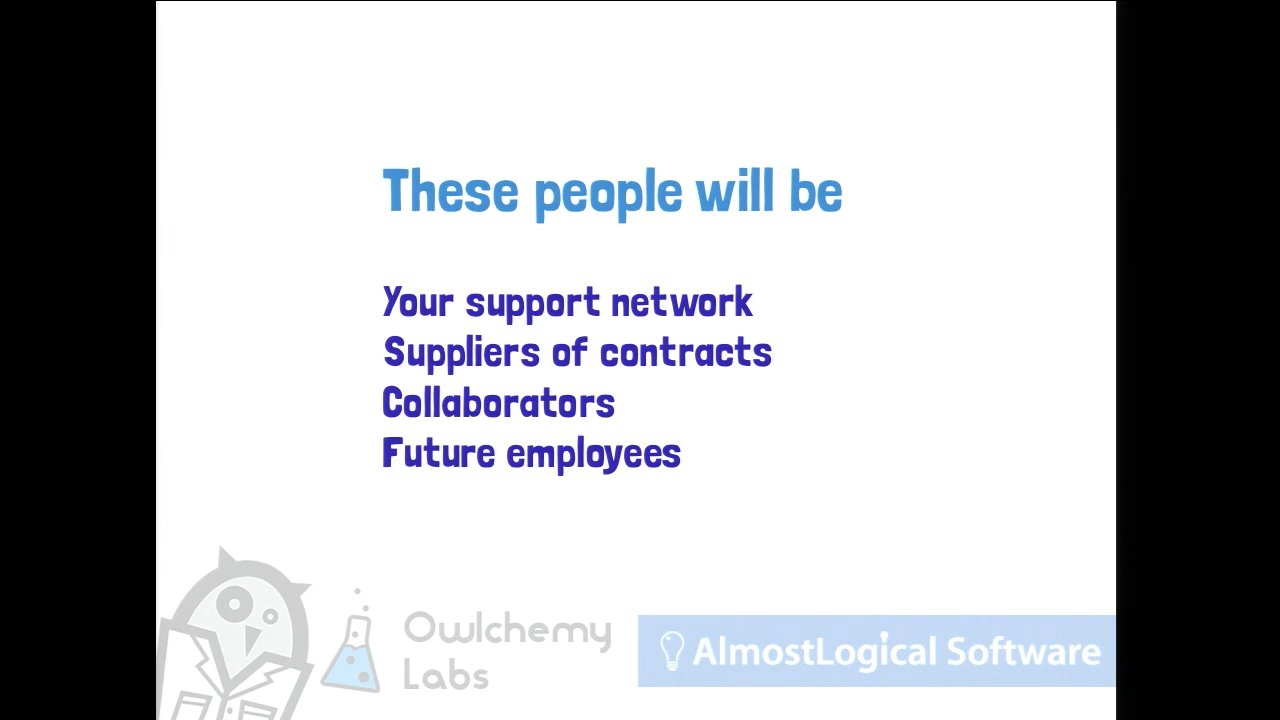 These people will be
Your support network
Suppliers of contracts
Collaborators
Future employees
Owlchemy
Labs
AlmostLogical Software